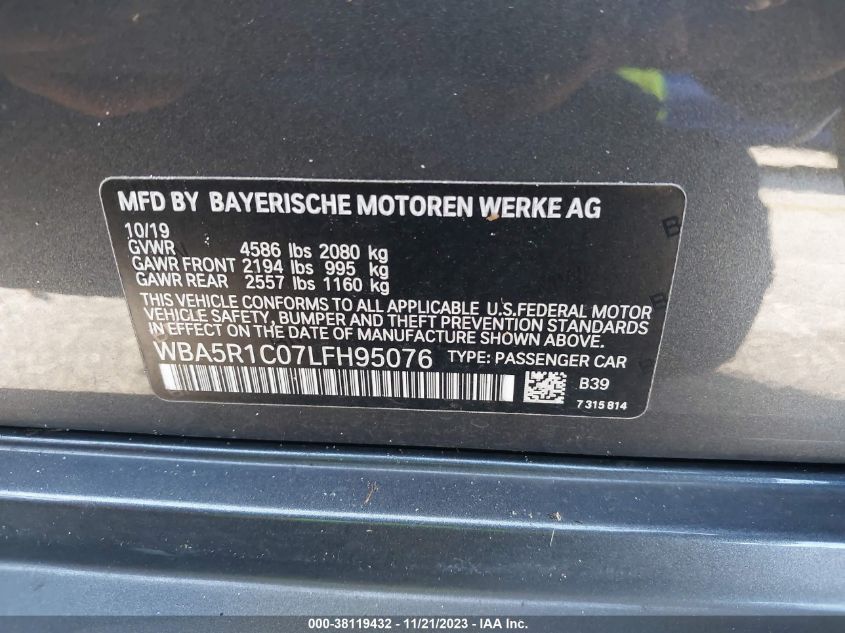 MFD BY BAYERISCHE MOTOREN WERKE AG
10/19
GVWR 4586 lbs 2080 kg
GAWR FRONT 2194 lbs 995 kg
GAWR REAR 2557 lbs 1160 kg
THIS VEHICLE CONFORMS TO ALL APPLICABLE U.S.FEDERAL MOTOR
VEHICLE SAFETY, BUMPER AND THEFT PREVENTION STANDARDS
IN EFFECT ON THE DATE OF MANUFACTURE SHOWN ABOVE.
WBA5R1C07LFH95076 TYPE: PASSENGER CAR
B39
7 315 814
000-38119432 - 11/21/2023 - IAA Inc.